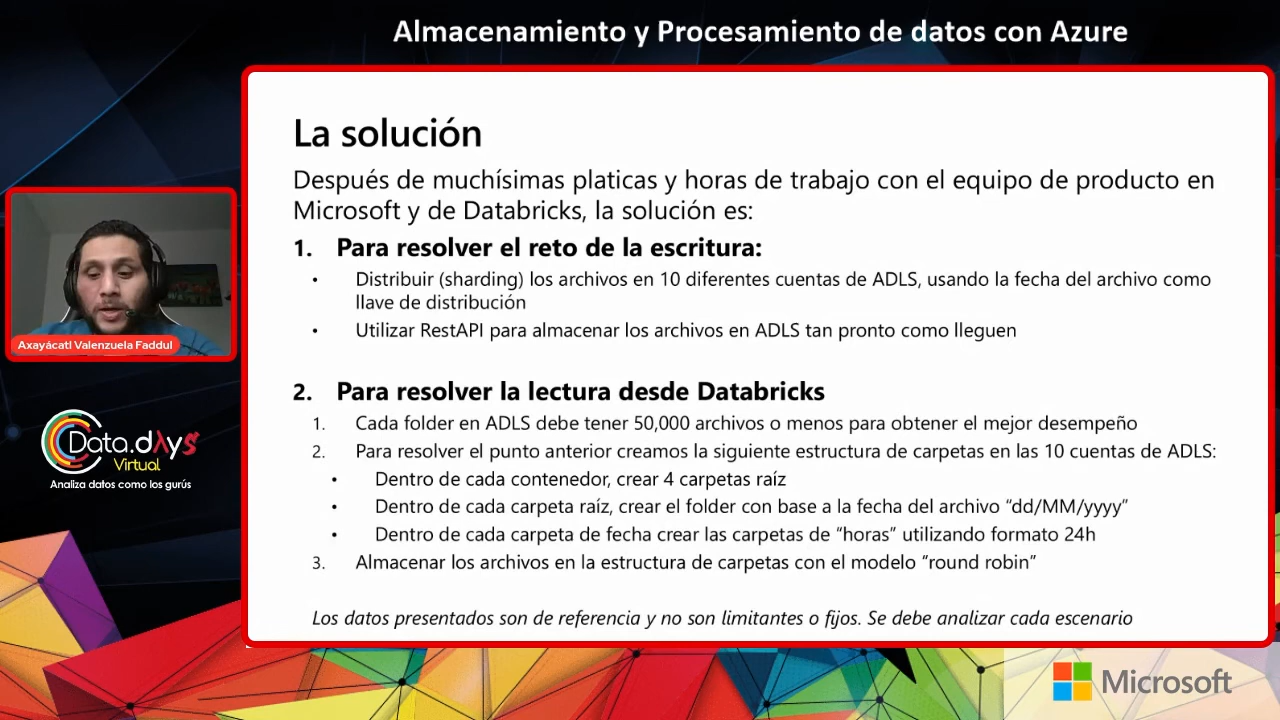 Almacenamiento y Procesamiento de datos con Azure
La solución
Después de muchísimas platicas y horas de trabajo con el equipo de producto en
Microsoft y de Databricks, la solución es:
1. Para resolver el reto de la escritura:
• Distribuir (sharding) los archivos en 10 diferentes cuentas de ADLS, usando la fecha del archivo como
llave de distribución
• Utilizar RestAPI para almacenar los archivos en ADLS tan pronto como lleguen
2. Para resolver la lectura desde Databricks
1. Cada folder en ADLS debe tener 50,000 archivos o menos para obtener el mejor desempeño
2. Para resolver el punto anterior creamos la siguiente estructura de carpetas en las 10 cuentas de ADLS:
• Dentro de cada contenedor, crear 4 carpetas raíz
• Dentro de cada carpeta raíz, crear el folder con base a la fecha del archivo “dd/MM/yyyy”
• Dentro de cada carpeta de fecha crear las carpetas de “horas” utilizando formato 24h
3. Almacenar los archivos en la estructura de carpetas con el modelo “round robin”
Los datos presentados son de referencia y no son limitantes o fijos. Se debe analizar cada escenario
Axayácatl Valenzuela Faddul
Data.dAyS
Virtual
Analiza datos como los gurús
Microsoft